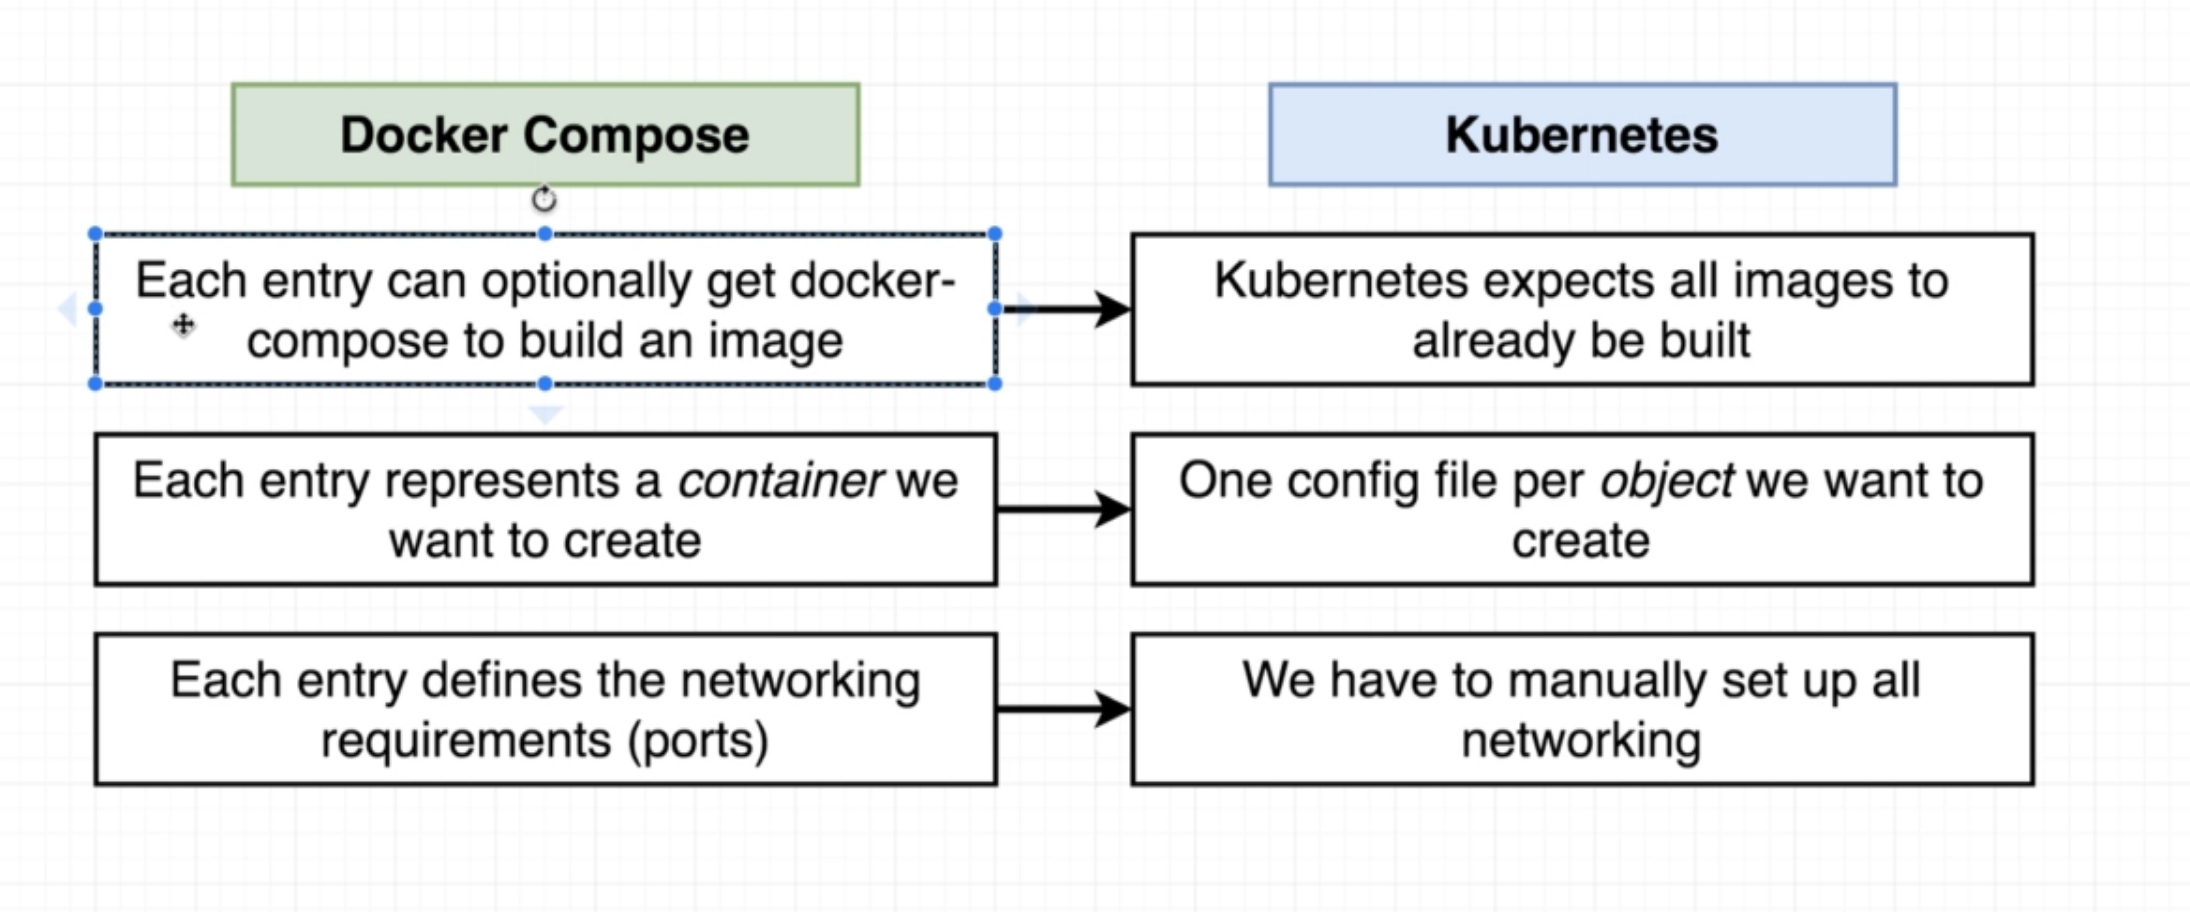 Docker Compose
Kubernetes
Each entry can optionally get docker-
compose to build an image
Kubernetes expects all images to
already be built
Each entry represents a container we
want to create
One config file per object we want to
create
Each entry defines the networking
requirements (ports)
We have to manually set up all
networking